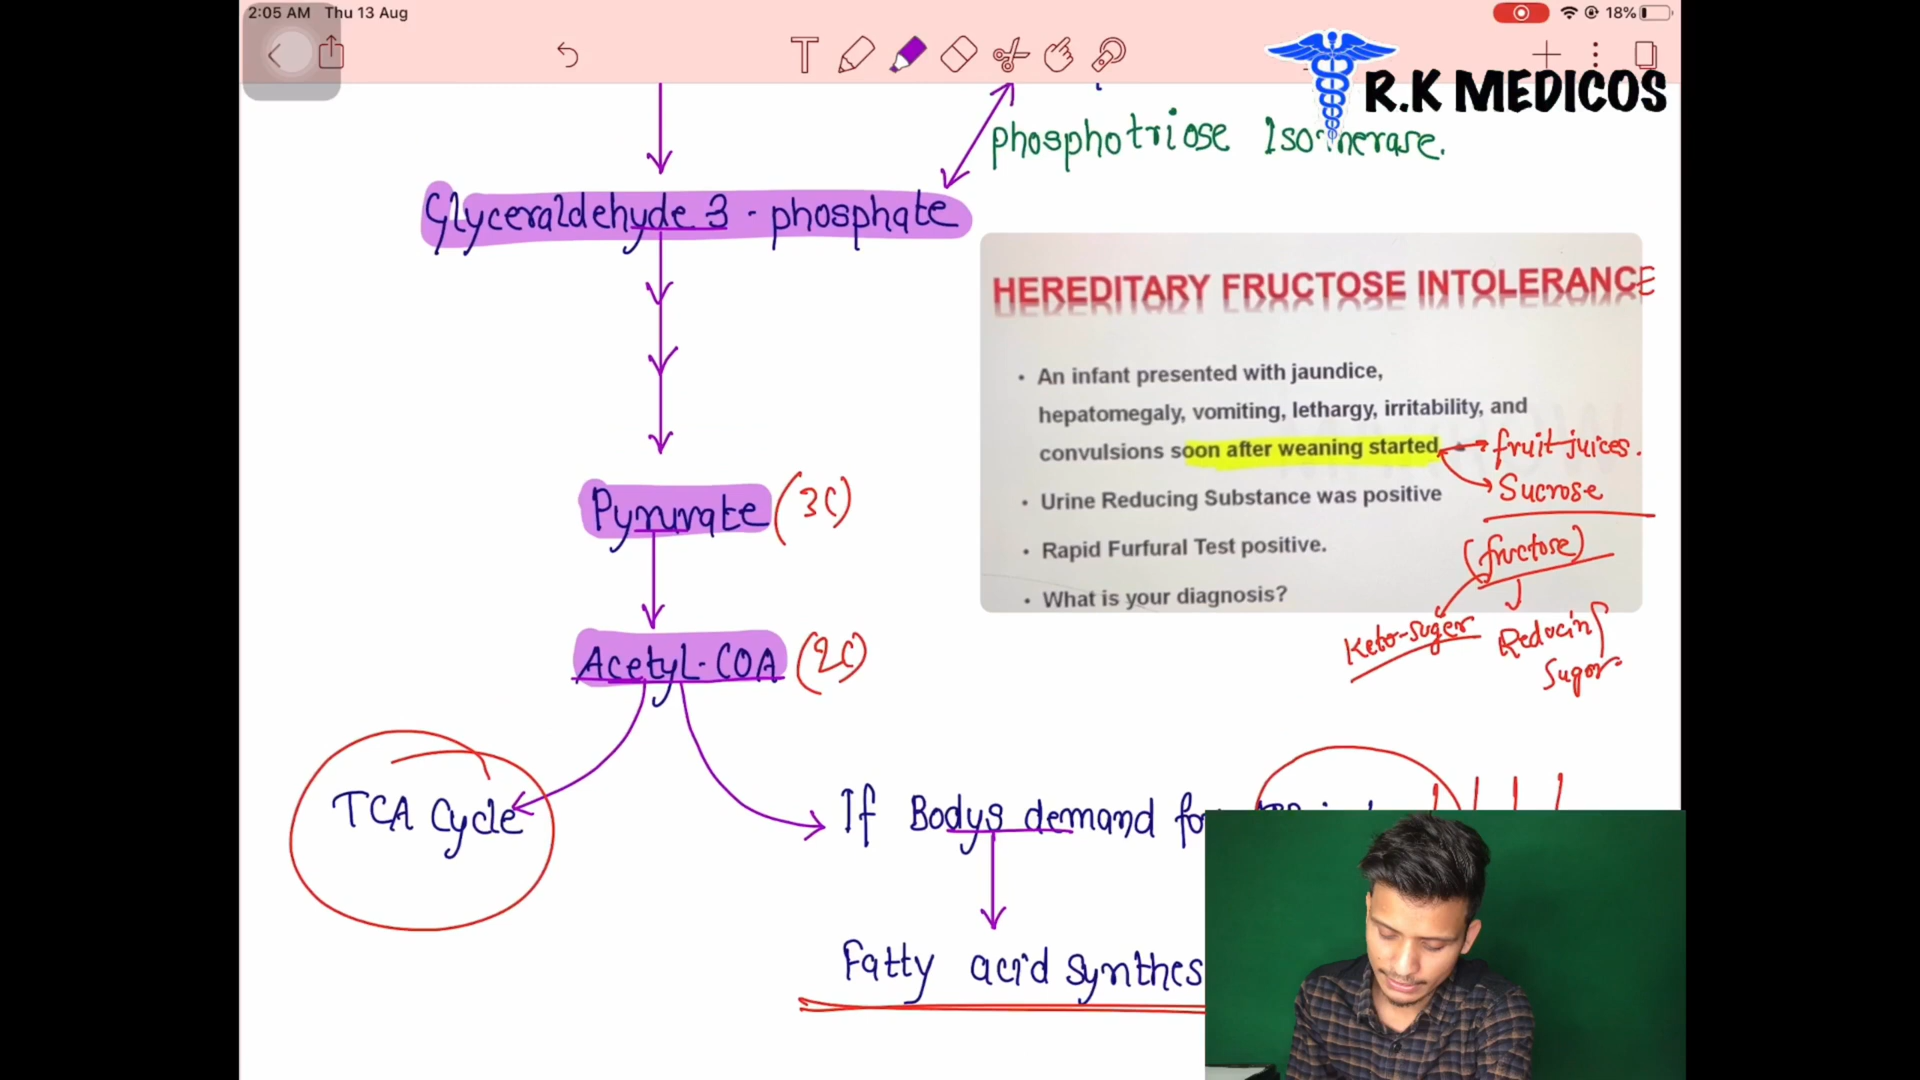 2:05 AM Thu 13 Aug
18%
R.K MEDICOS
phosphotriose Isomerase.
Glyceraldehyde 3 - phosphate
HEREDITARY FRUCTOSE INTOLERANCE
• An infant presented with jaundice,
hepatomegaly, vomiting, lethargy, irritability, and
convulsions soon after weaning started
fruit juices.
Sucrose
• Urine Reducing Substance was positive
(fructose)
• Rapid Furfural Test positive.
• What is your diagnosis?
Keto-suger
Reducing
Sugar
Pyruvate (3C)
Acetyl-COA (2C)
TCA Cycle
If Bodys demand for
Fatty acid synthes